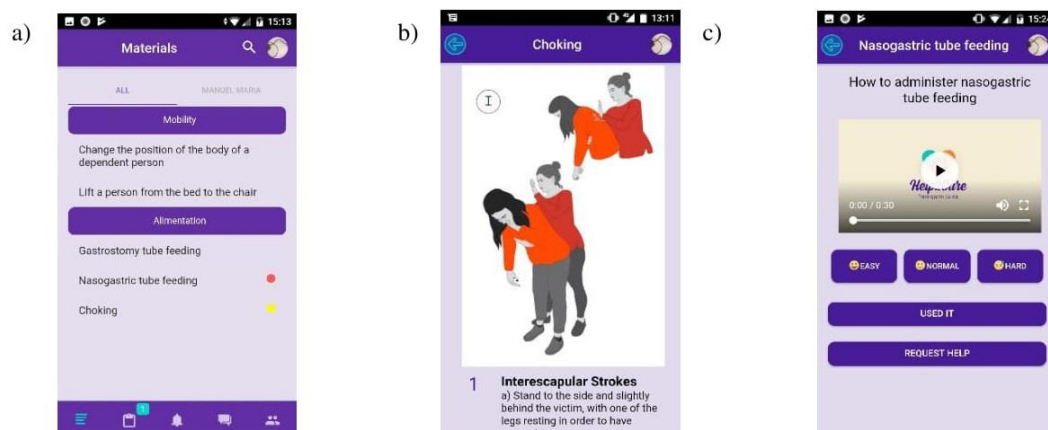 a)
15:13
Materials
ALL
MANUEL MARIA
Mobility
Change the position of the body of a
dependent person
Lift a person from the bed to the chair
Alimentation
Gastrostomy tube feeding
Nasogastric tube feeding
Choking
1
b)
13:11
Choking
I
1
Interescapular Strokes
a) Stand to the side and slightly
behind the victim, with one of the
legs resting in order to have
c)
15:24
Nasogastric tube feeding
How to administer nasogastric
tube feeding
0:00 / 0:30
EASY
NORMAL
HARD
USED IT
REQUEST HELP